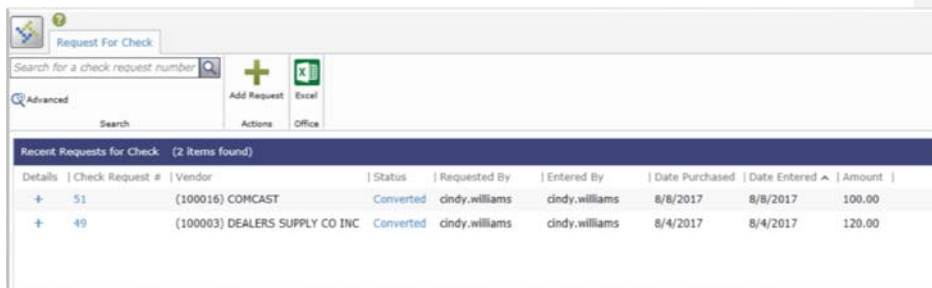 Request For Check
Search for a check request number
Advanced
Search
Add Request
Actions
Excel
Office
Recent Requests for Check (2 items found)
Details | Check Request # | Vendor | Status | Requested By | Entered By | Date Purchased | Date Entered | Amount |
+ 51 (100016) COMCAST Converted cindy.williams cindy.williams 8/8/2017 8/8/2017 100.00
+ 49 (100003) DEALERS SUPPLY CO INC Converted cindy.williams cindy.williams 8/4/2017 8/4/2017 120.00